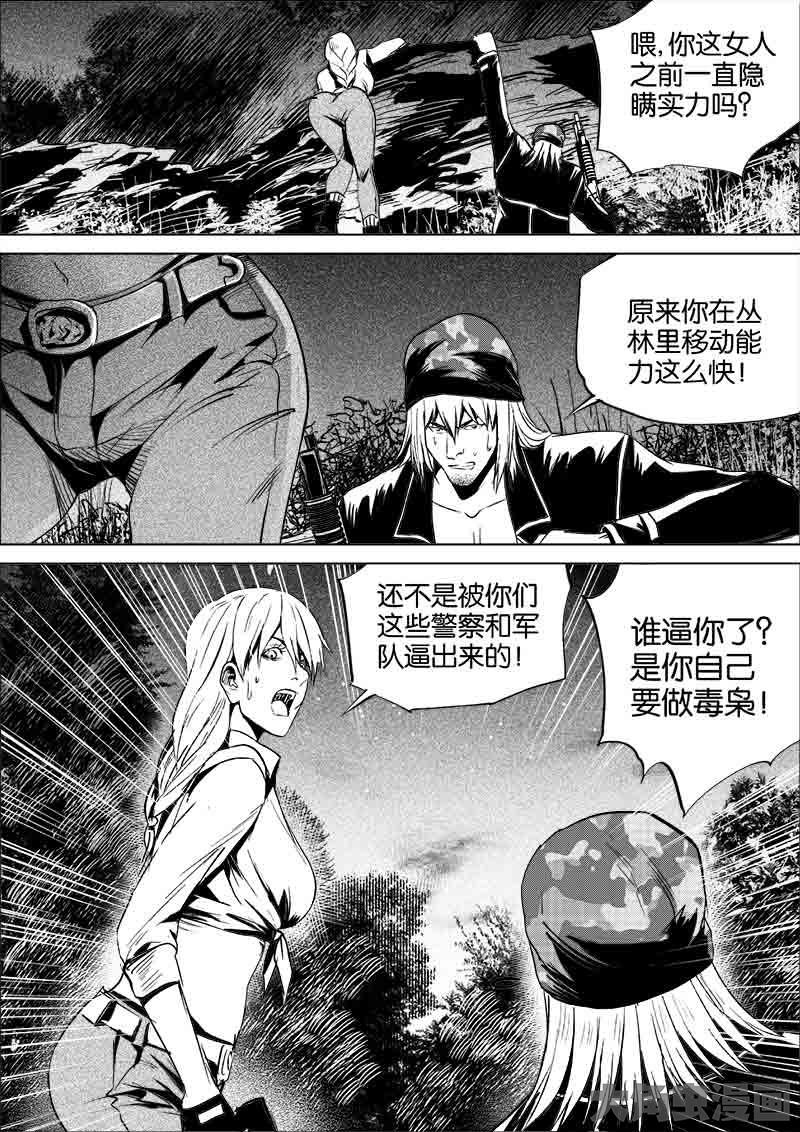 喂,你这女人
之前一直隐
瞒实力吗?
原来你在丛
林里移动能
力这么快!
还不是被你们
这些警察和军
队逼出来的!
谁逼你了?
是你自己
要做毒枭!